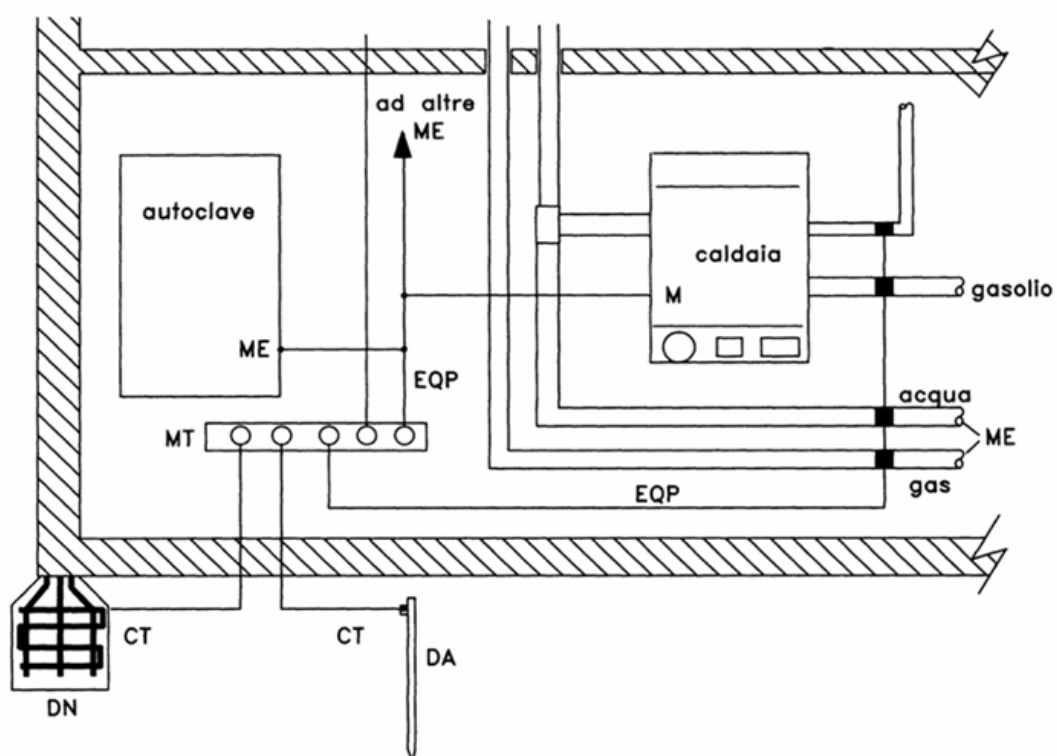 ad altre
ME
autoclave
caldaia
M
gasolio
ME
EQP
acqua
MT
ME
EQP
gas
CT
CT
DA
DN